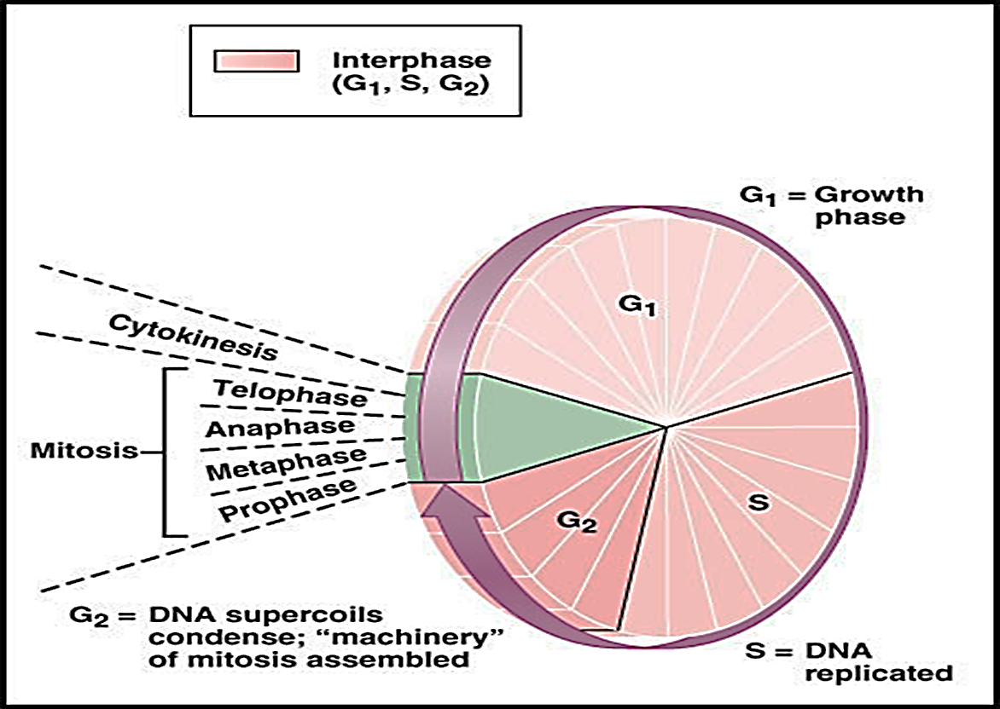 Interphase
(G₁, S, G₂)
G₁ = Growth
phase
G₁
Cytokinesis
Telophase
Anaphase
Mitosis
Metaphase
Prophase
S
G₂
G₂ = DNA supercoils
condense; “machinery”
of mitosis assembled
S = DNA
replicated